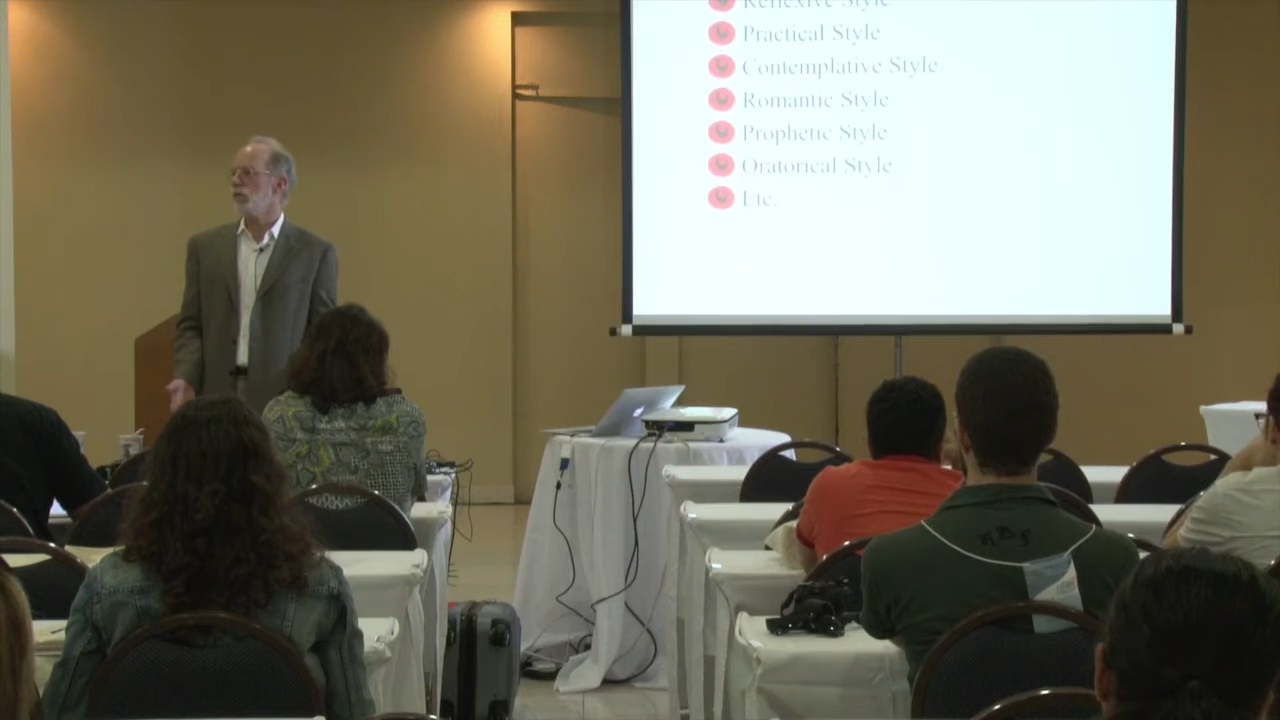 Reflexive Style
Practical Style
Contemplative Style
Romantic Style
Prophetic Style
Oratorical Style
Etc.